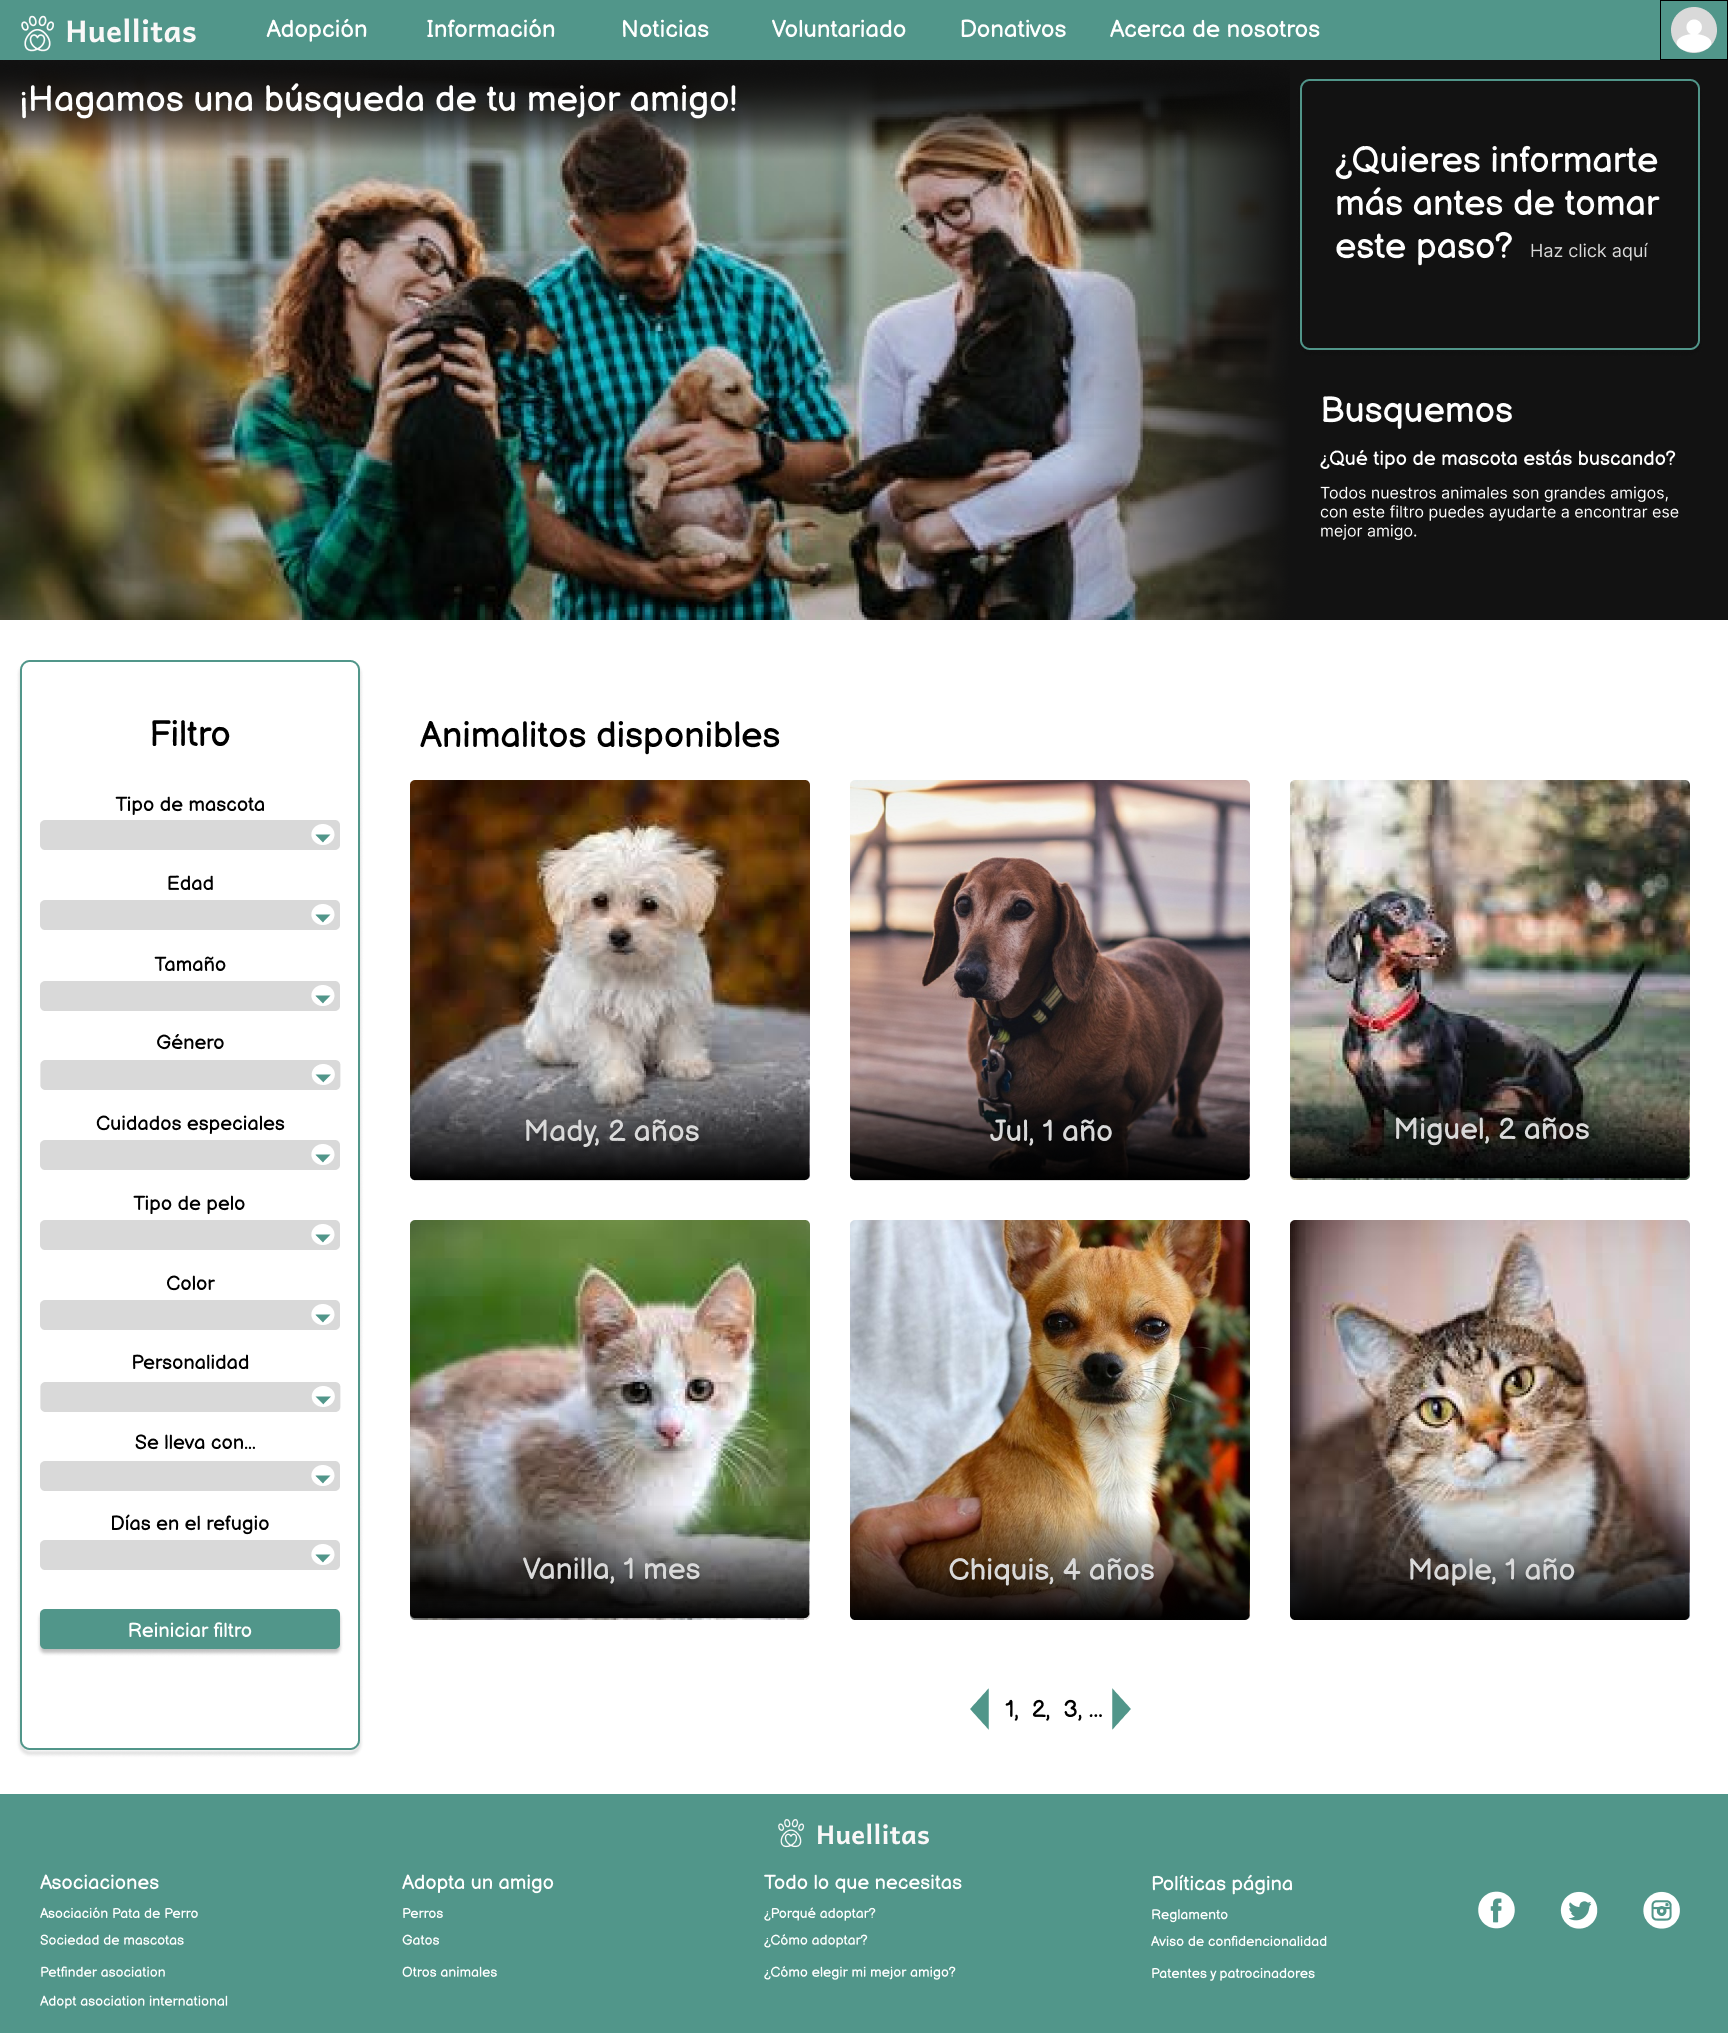 Huellitas
Adopción
Información
Noticias
Voluntariado
Donativos
Acerca de nosotros
¡Hagamos una búsqueda de tu mejor amigo!
¿Quieres informarte
más antes de tomar
este paso? Haz click aquí
Busquemos
¿Qué tipo de mascota estás buscando?
Todos nuestros animales son grandes amigos,
con este filtro puedes ayudarte a encontrar ese
mejor amigo.
Filtro
Tipo de mascota
Edad
Tamaño
Género
Cuidados especiales
Tipo de pelo
Color
Personalidad
Se lleva con...
Días en el refugio
Reiniciar filtro
Animalitos disponibles
Mady, 2 años
Jul, 1 año
Miguel, 2 años
Vanilla, 1 mes
Chiquis, 4 años
Maple, 1 año
1, 2, 3, ...
Huellitas
Asociaciones
Asociación Pata de Perro
Sociedad de mascotas
Petfinder asociation
Adopt asociation international
Adopta un amigo
Perros
Gatos
Otros animales
Todo lo que necesitas
¿Porqué adoptar?
¿Cómo adoptar?
¿Cómo elegir mi mejor amigo?
Políticas página
Reglamento
Aviso de confidencionalidad
Patentes y patrocinadores